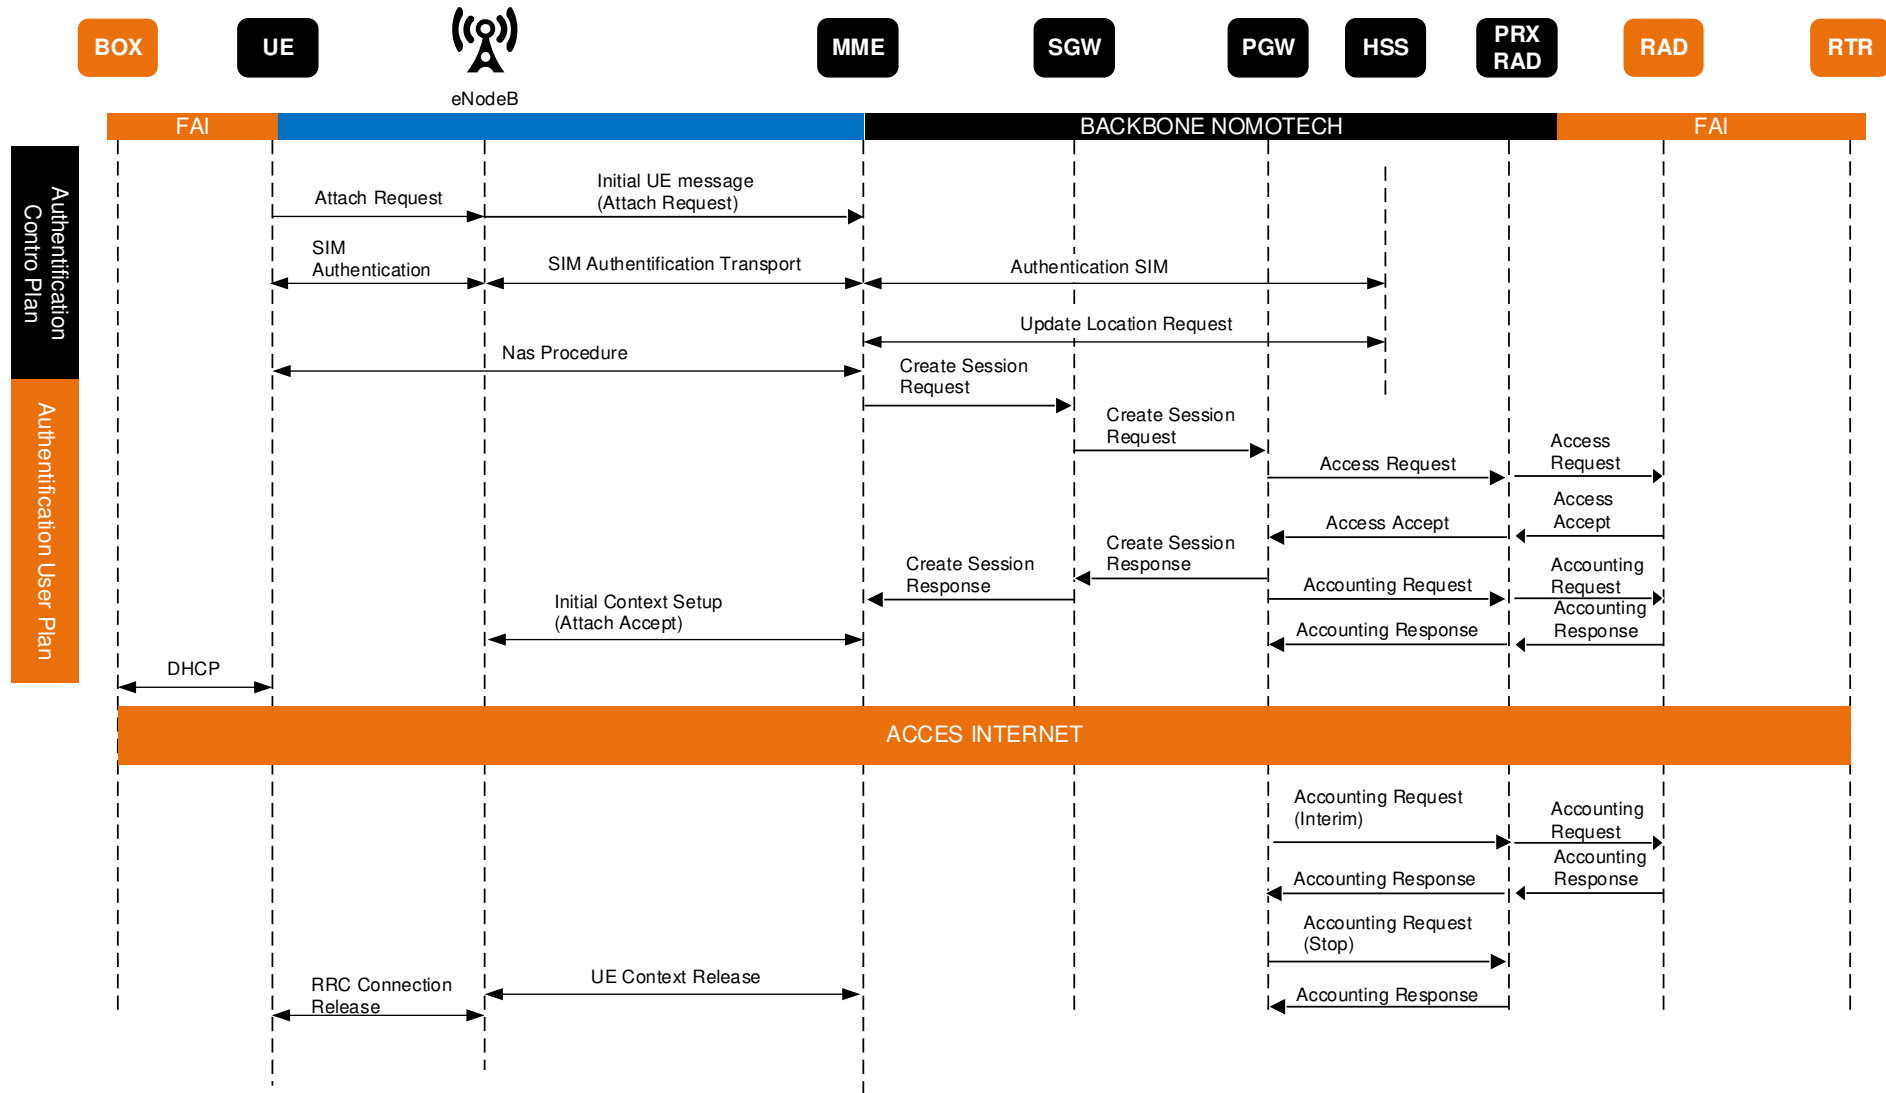 BOX
UE
MME
SGW
PGW
HSS
PRX
RAD
RAD
RTR
eNodeB
FAI
BACKBONE NOMOTECH
FAI
Authentification
Contro Plan
Attach Request
Initial UE message
(Attach Request)
SIM
Authentication
SIM Authentification Transport
Authentication SIM
Update Location Request
Nas Procedure
Create Session
Request
Authentification User Plan
Create Session
Request
Access Request
Access
Request
Access Accept
Access
Accept
Create Session
Response
Create Session
Response
Accounting Request
Accounting
Request
Initial Context Setup
(Attach Accept)
Accounting Response
Accounting
Response
DHCP
ACCES INTERNET
Accounting Request
(Interim)
Accounting
Request
Accounting Response
Accounting
Response
Accounting Request
(Stop)
UE Context Release
RRC Connection
Release
Accounting Response